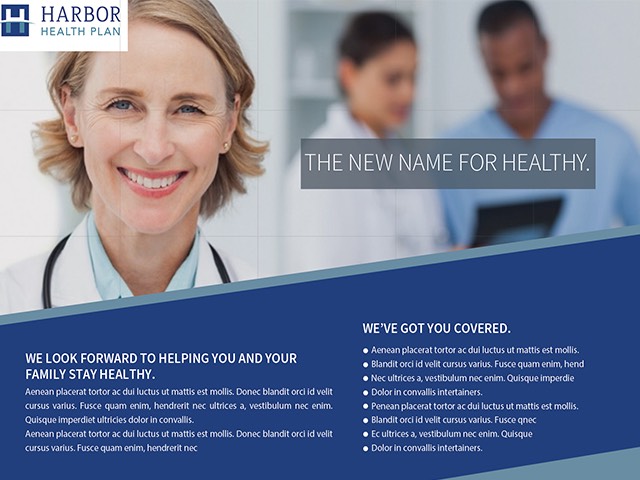 HARBOR
HEALTH PLAN
THE NEW NAME FOR HEALTHY.
WE LOOK FORWARD TO HELPING YOU AND YOUR
FAMILY STAY HEALTHY.
Aenean placerat tortor ac dui luctus ut mattis est mollis. Donec blandit orci id velit
cursus varius. Fusce quam enim, hendrerit nec ultrices a, vestibulum nec enim.
Quisque imperdiet ultricies dolor in convallis.
Aenean placerat tortor ac dui luctus ut mattis est mollis. Donec blandit orci id velit
cursus varius. Fusce quam enim, hendrerit nec
WE'VE GOT YOU COVERED.
● Aenean placerat tortor ac dui luctus ut mattis est mollis.
● Blandit orci id velit cursus varius. Fusce quam enim, hend
● Nec ultrices a, vestibulum nec enim. Quisque imperdie
● Dolor in convallis intertainers.
● Penean placerat tortor ac dui luctus ut mattis est mollis.
● Blandit orci id velit cursus varius. Fusce qnec
● Ec ultrices a, vestibulum nec enim. Quisque
● Dolor in convallis intertainers.